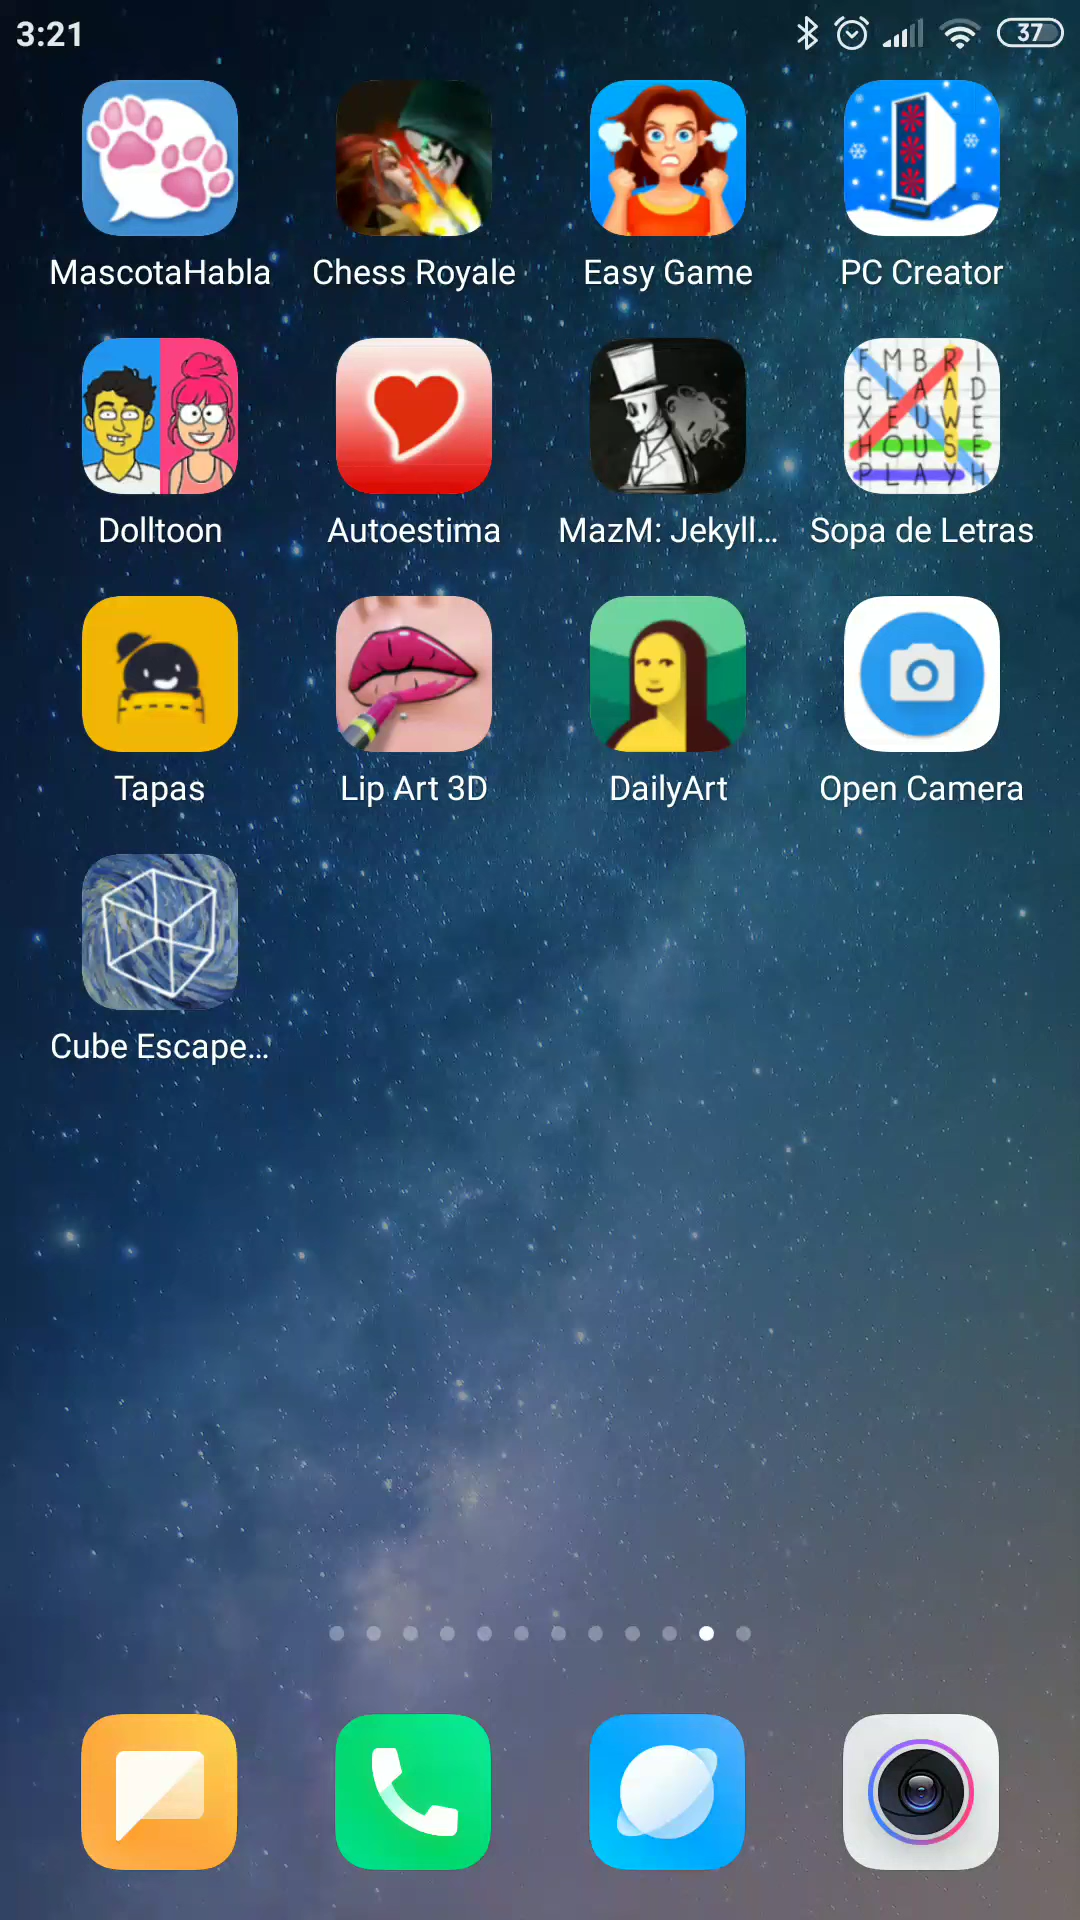 3:21
37
MascotaHabla
Chess Royale
Easy Game
PC Creator
F M B R I
C L A A D
X E U W E
H O U S E
P L A Y H
Dolltoon
Autoestima
MazM: Jekyll...
Sopa de Letras
Tapas
Lip Art 3D
DailyArt
Open Camera
Cube Escape...